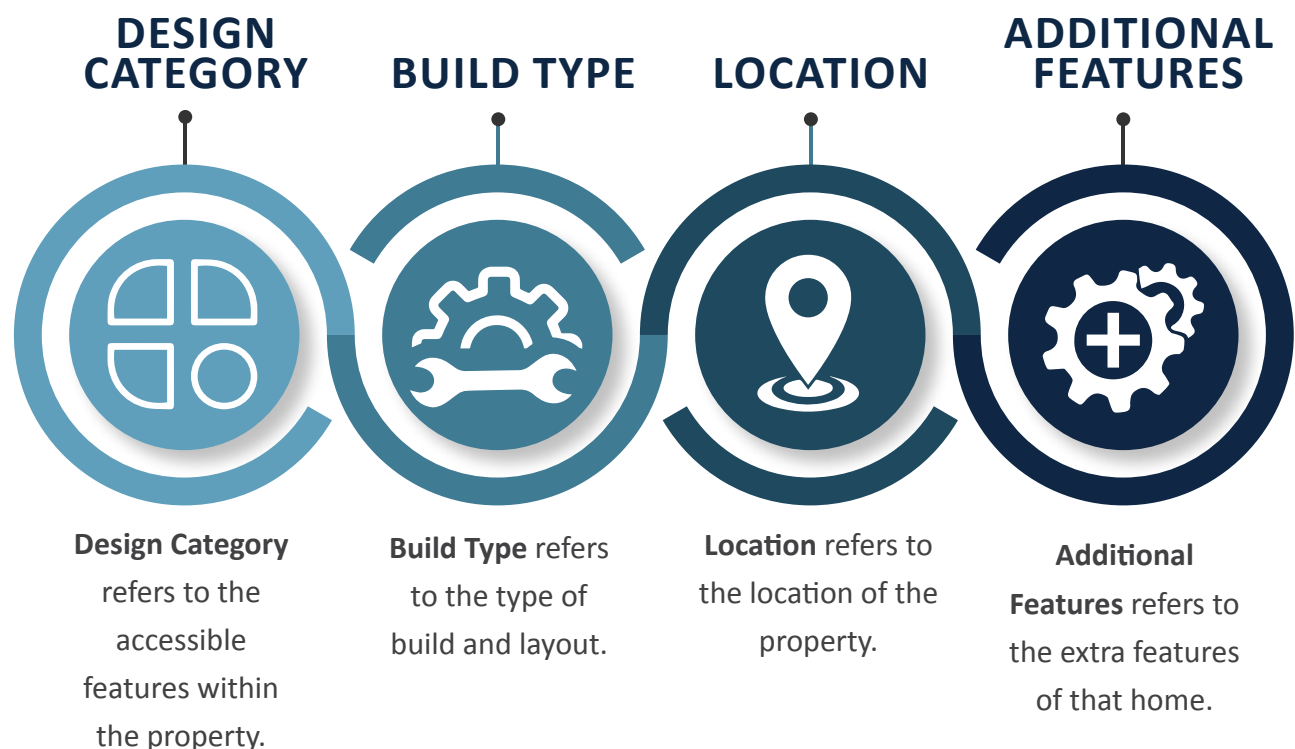 DESIGN
CATEGORY
BUILD TYPE
LOCATION
ADDITIONAL
FEATURES
Design Category
refers to the
accessible
features within
the property.
Build Type refers
to the type of
build and layout.
Location refers to
the location of the
property.
Additional
Features refers to
the extra features
of that home.